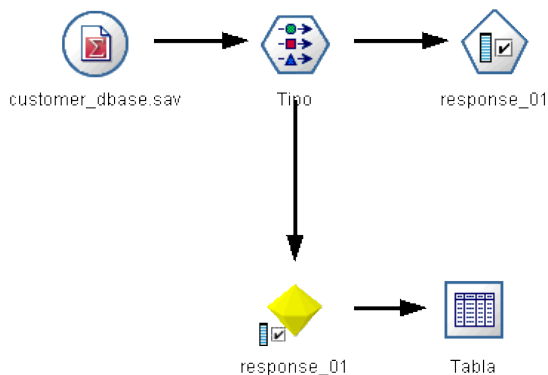 customer_dbase.sav
Tipo
response_01
response_01
Tabla